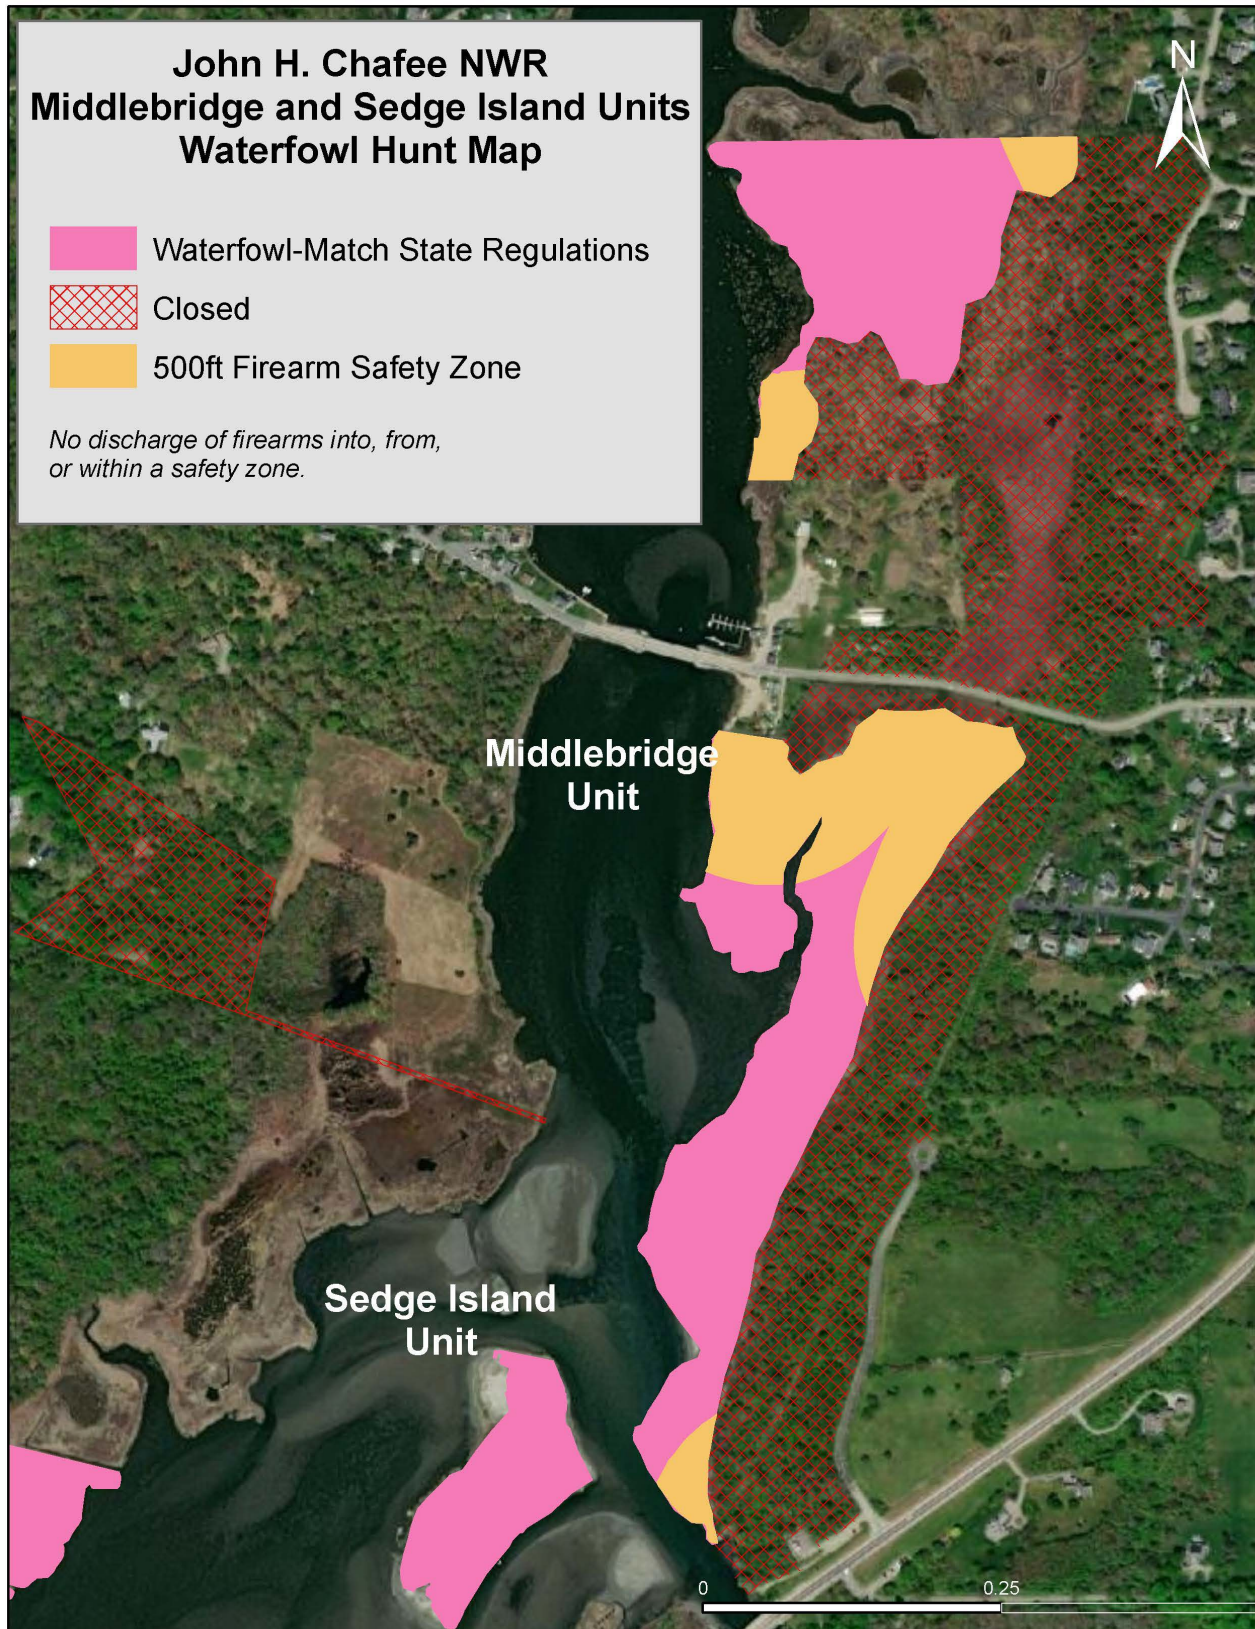 John H. Chafee NWR
Middlebridge and Sedge Island Units
Waterfowl Hunt Map
Waterfowl-Match State Regulations
Closed
500ft Firearm Safety Zone
No discharge of firearms into, from,
or within a safety zone.
N
Middlebridge
Unit
Sedge Island
Unit
0
0.25